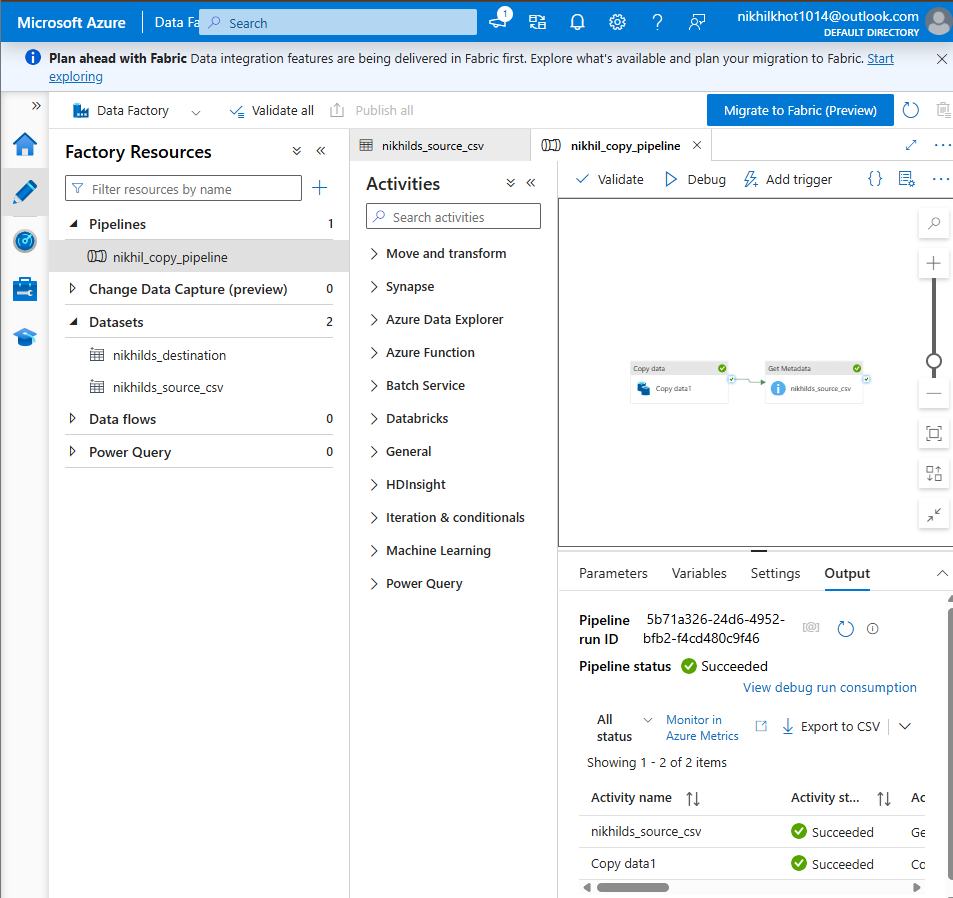 Microsoft Azure
Data Fa
Search
1
nikhilkhot1014@outlook.com
DEFAULT DIRECTORY
Plan ahead with Fabric Data integration features are being delivered in Fabric first. Explore what's available and plan your migration to Fabric. Start
exploring
Data Factory
Validate all
Publish all
Migrate to Fabric (Preview)
Factory Resources
Filter resources by name
Pipelines 1
nikhil_copy_pipeline
Change Data Capture (preview) 0
Datasets 2
nikhilds_destination
nikhilds_source_csv
Data flows 0
Power Query 0
nikhilds_source_csv
nikhil_copy_pipeline
Activities
Search activities
Move and transform
Synapse
Azure Data Explorer
Azure Function
Batch Service
Databricks
General
HDInsight
Iteration & conditionals
Machine Learning
Power Query
Validate
Debug
Add trigger
Copy data
Copy data1
Get Metadata
nikhilds_source_csv
Parameters
Variables
Settings
Output
Pipeline
run ID
5b71a326-24d6-4952-
bfb2-f4cd480c9f46
Pipeline status
Succeeded
View debug run consumption
All
status
Monitor in
Azure Metrics
Export to CSV
Showing 1 - 2 of 2 items
Activity name
Activity st...
Ac
nikhilds_source_csv
Succeeded
Ge
Copy data1
Succeeded
Co